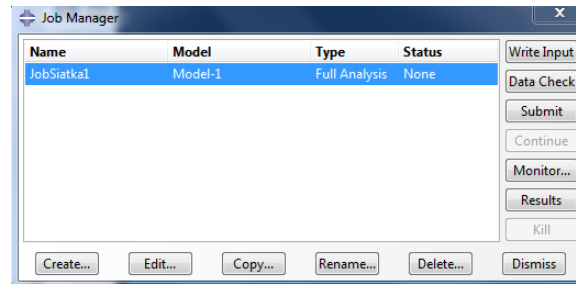 Job Manager
Name Model Type Status
JobSiatka1 Model-1 Full Analysis None
Write Input
Data Check
Submit
Continue
Monitor...
Results
Kill
Create... Edit... Copy... Rename... Delete... Dismiss